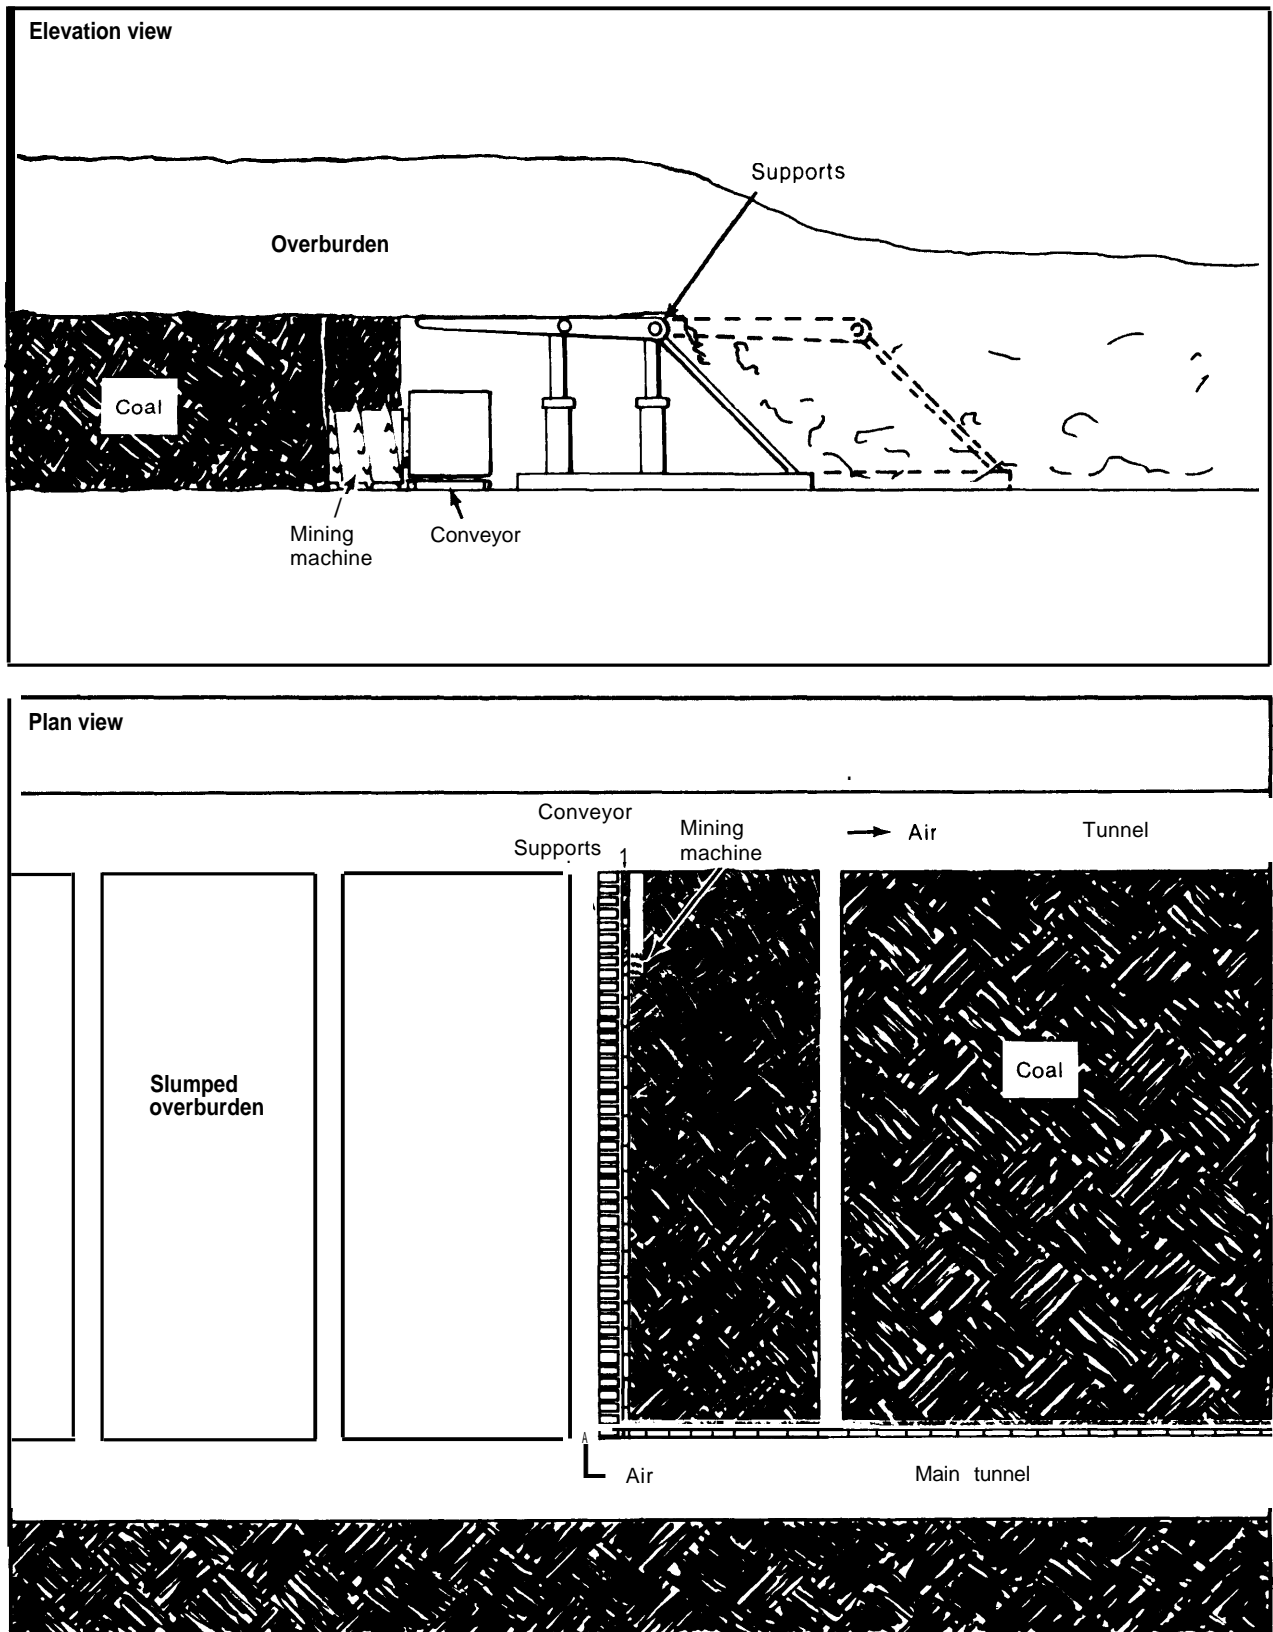 Elevation view
Supports
Overburden
Coal
Mining
machine
Conveyor
Plan view
Conveyor
Supports
Mining
machine
Air
Tunnel
Slumped
overburden
Coal
Air
Main tunnel